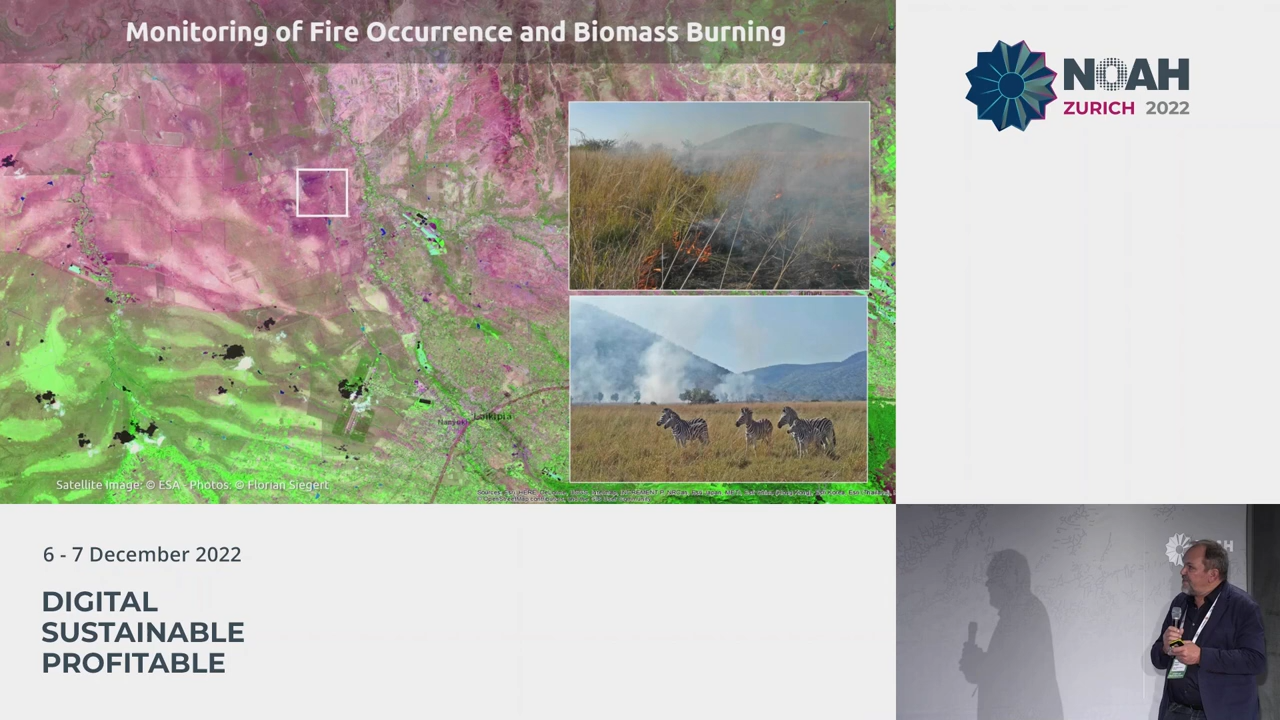 Monitoring of Fire Occurrence and Biomass Burning
NOAH
ZURICH 2022
Nanyuki
Laikipia
Satellite image: © ESA - Photos: © Florian Siegert
6 - 7 December 2022
DIGITAL
SUSTAINABLE
PROFITABLE